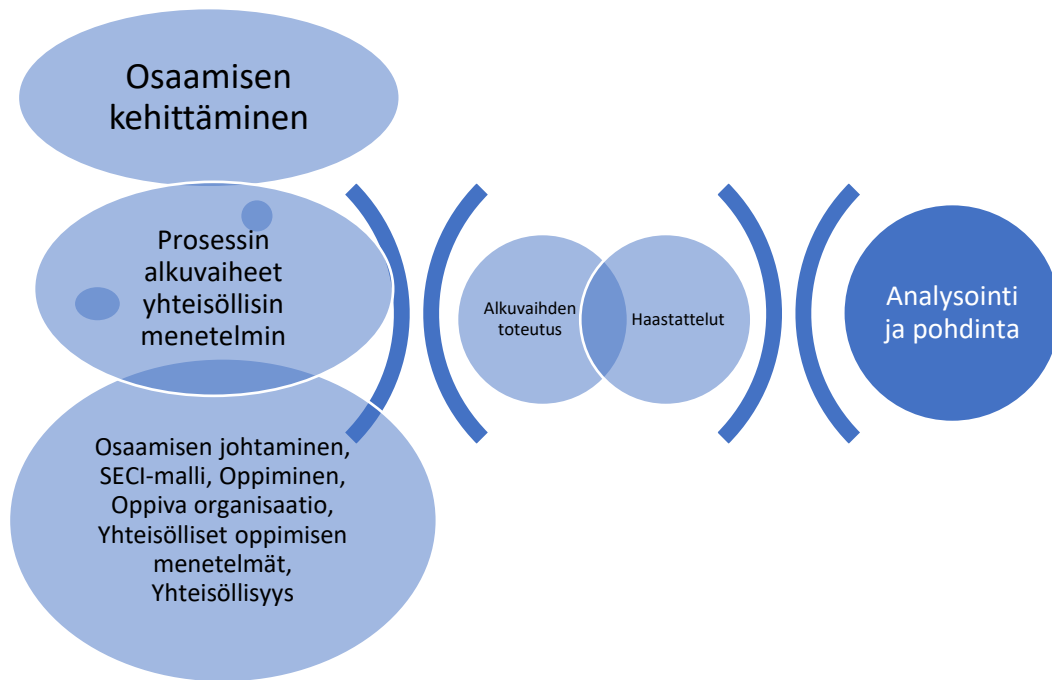 Osaamisen
kehittäminen
Prosessin
alkuvaiheet
yhteisöllisin
menetelmin
Osaamisen johtaminen,
SECI-malli, Oppiminen,
Oppiva organisaatio,
Yhteisölliset oppimisen
menetelmät,
Yhteisöllisyys
Alkuvaihden
toteutus
Haastattelut
Analysointi
ja pohdinta